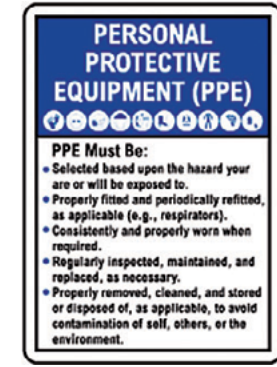 PERSONAL
PROTECTIVE
EQUIPMENT (PPE)
PPE Must Be:
• Selected based upon the hazard your
are or will be exposed to.
• Properly fitted and periodically refitted,
as applicable (e.g., respirators).
• Consistently and properly worn when
required.
• Regularly inspected, maintained, and
replaced, as necessary.
• Properly removed, cleaned, and stored
or disposed of, as applicable, to avoid
contamination of self, others, or the
environment.